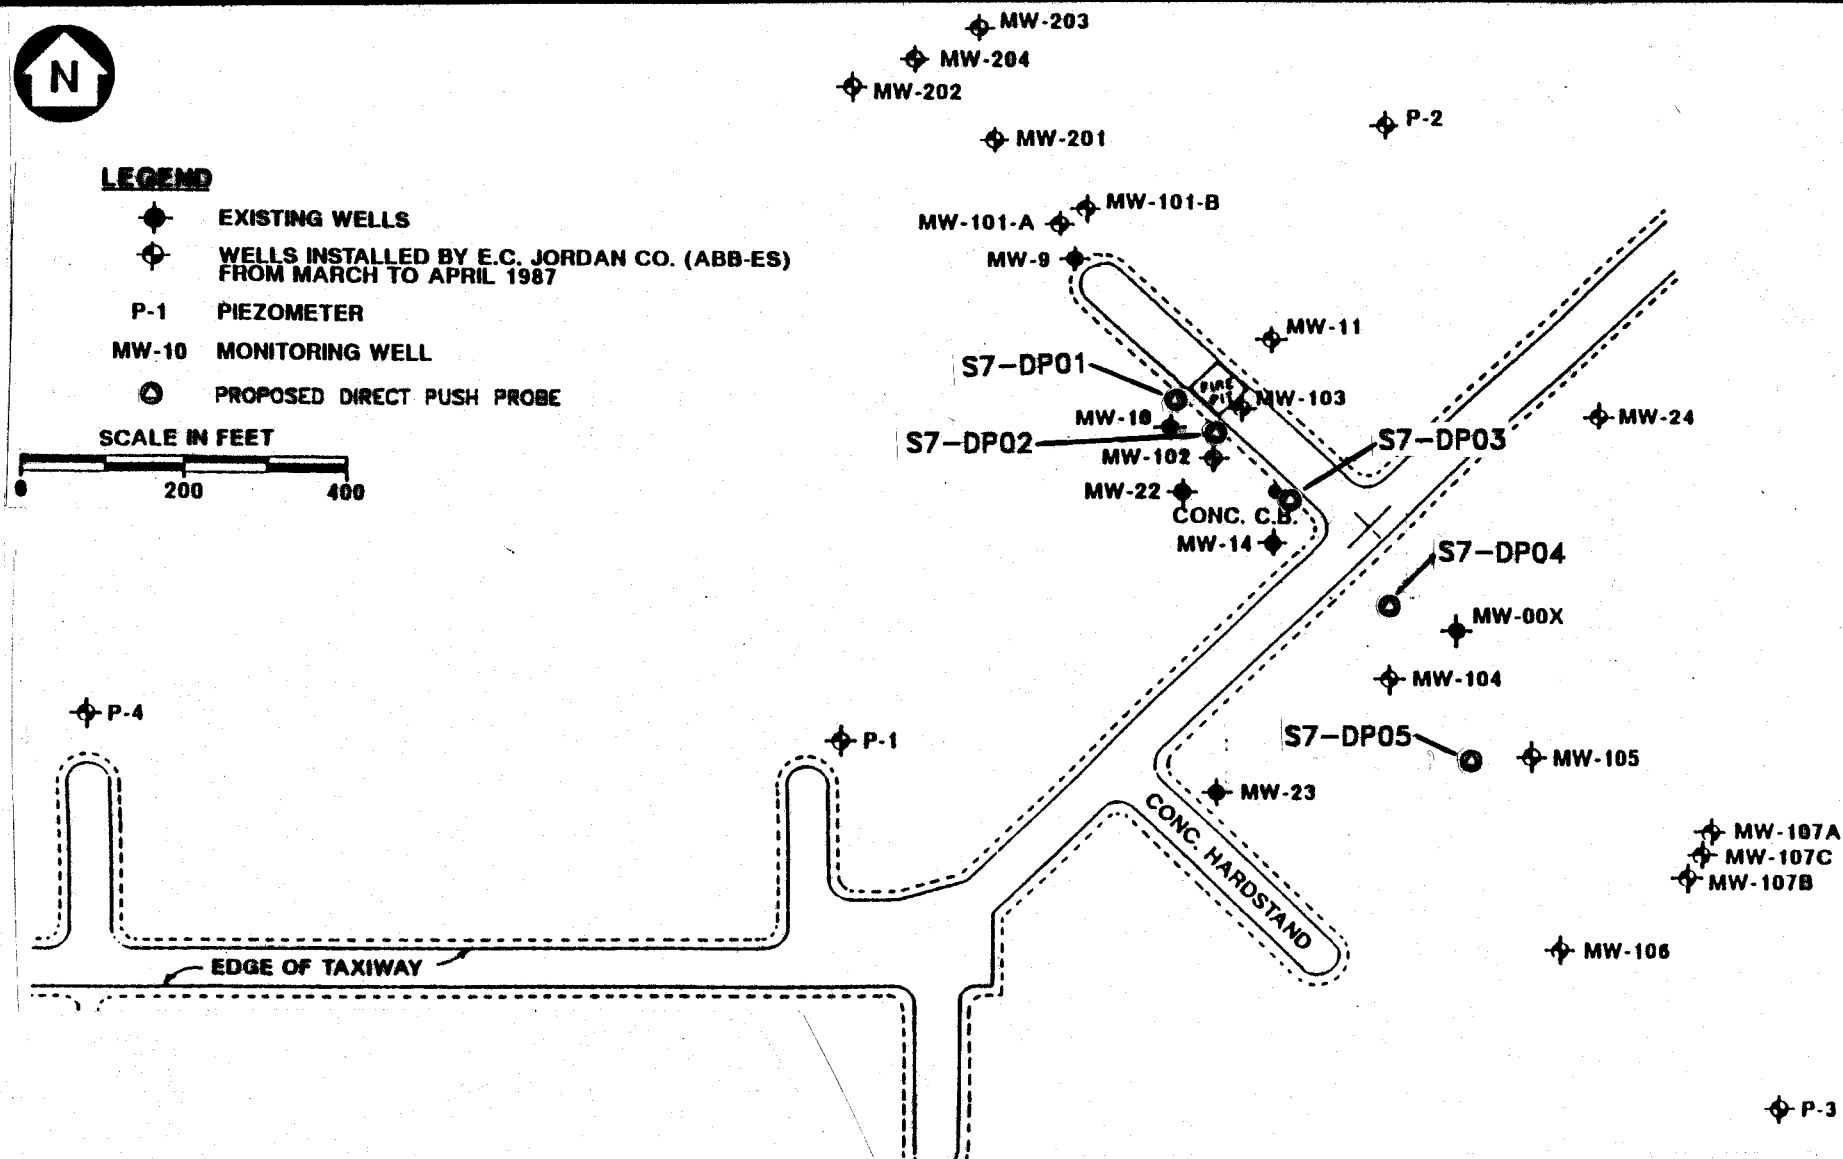 N
MW-203
MW-204
MW-202
MW-201
P-2
LEGEND
EXISTING WELLS
WELLS INSTALLED BY E.C. JORDAN CO. (ABB-ES)
FROM MARCH TO APRIL 1987
P-1 PIEZOMETER
MW-10 MONITORING WELL
PROPOSED DIRECT PUSH PROBE
SCALE IN FEET
0 200 400
MW-101-B
MW-101-A
MW-9
MW-11
S7-DP01
FIRE
PIT
MW-103
MW-10
MW-24
S7-DP02
S7-DP03
MW-102
MW-22
CONC. C.B.
MW-14
S7-DP04
MW-00X
MW-104
P-4
P-1
S7-DP05
MW-105
MW-23
CONC. HARDSTAND
MW-107A
MW-107C
MW-107B
MW-106
EDGE OF TAXIWAY
P-3